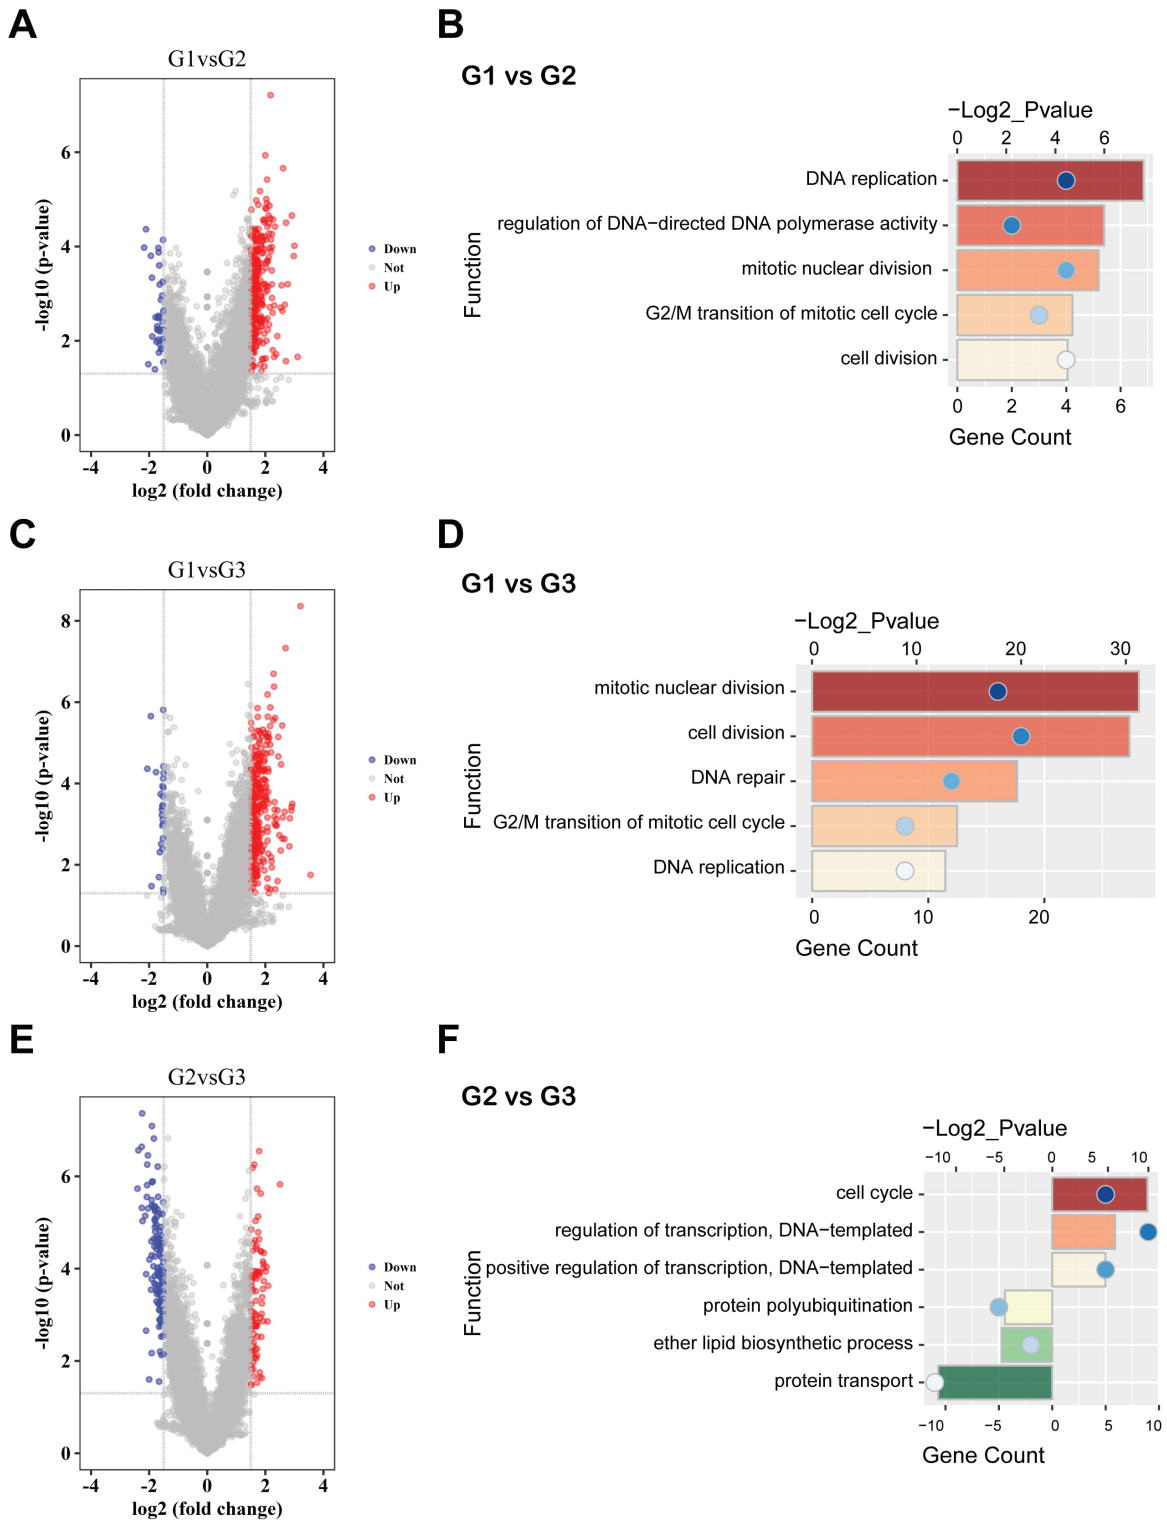 A
G1vsG2
-log10 (p-value)
6
4
2
0
-4 -2 0 2 4
log2 (fold change)
Down
Not
Up
B
G1 vs G2
−Log2_Pvalue
0 2 4 6
Function
DNA replication
regulation of DNA−directed DNA polymerase activity
mitotic nuclear division
G2/M transition of mitotic cell cycle
cell division
0 2 4 6
Gene Count
C
G1vsG3
-log10 (p-value)
8
6
4
2
0
-4 -2 0 2 4
log2 (fold change)
Down
Not
Up
D
G1 vs G3
−Log2_Pvalue
0 10 20 30
Function
mitotic nuclear division
cell division
DNA repair
G2/M transition of mitotic cell cycle
DNA replication
0 10 20
Gene Count
E
G2vsG3
-log10 (p-value)
6
4
2
0
-4 -2 0 2 4
log2 (fold change)
Down
Not
Up
F
G2 vs G3
−Log2_Pvalue
−10 −5 0 5 10
Function
cell cycle
regulation of transcription, DNA−templated
positive regulation of transcription, DNA−templated
protein polyubiquitination
ether lipid biosynthetic process
protein transport
−10 −5 0 5 10
Gene Count